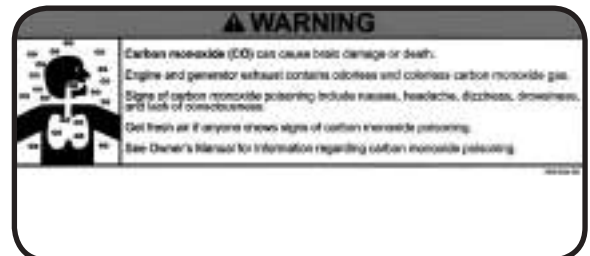 WARNING
Carbon monoxide (CO) can cause brain damage or death.
Engine and generator exhaust contains odorless and colorless carbon monoxide gas.
Signs of carbon monoxide poisoning include nausea, headache, dizziness, drowsiness,
and lack of consciousness.
Get fresh air if anyone shows signs of carbon monoxide poisoning.
See Owner's Manual for information regarding carbon monoxide poisoning.